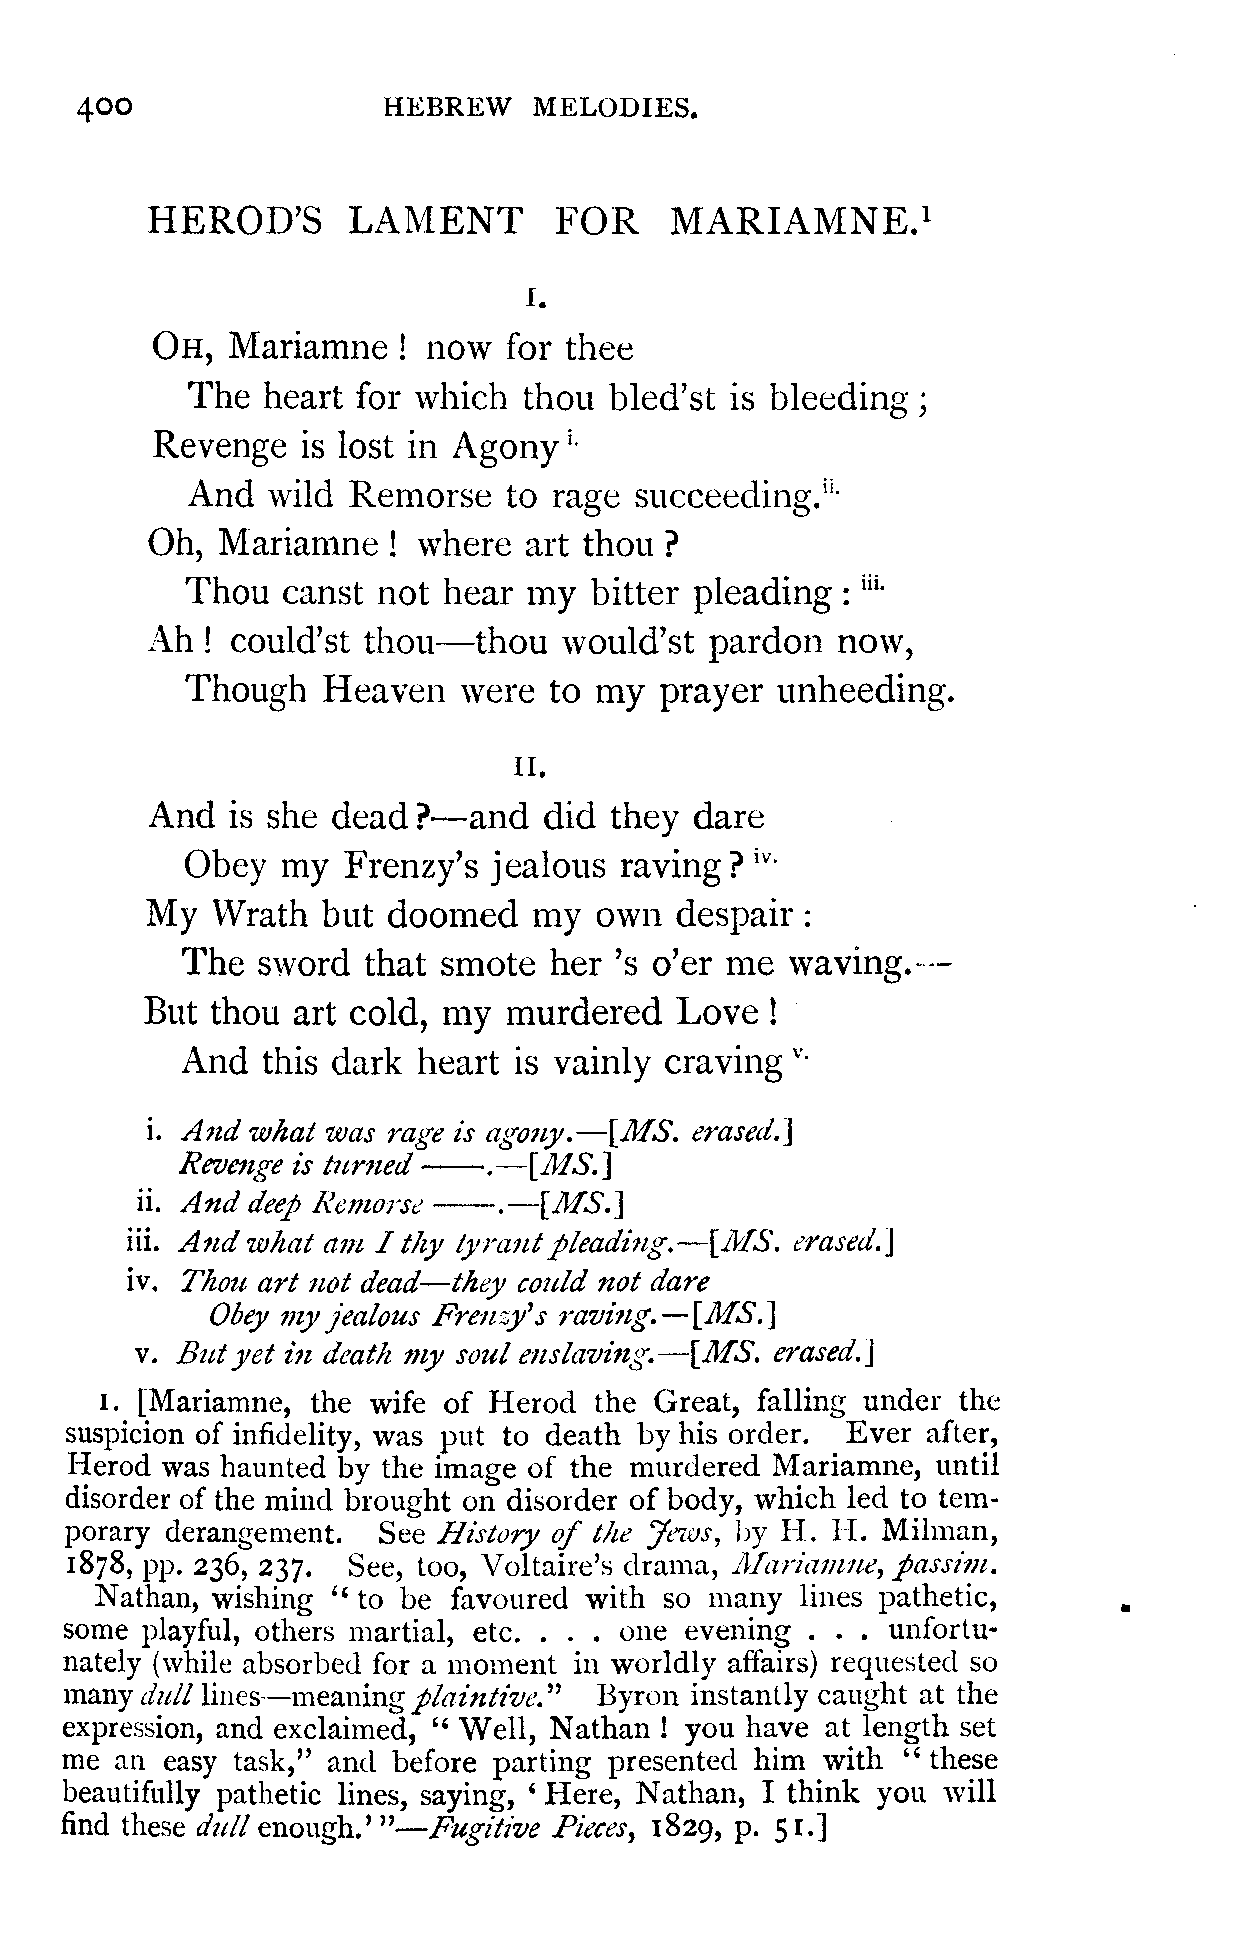 400 HEBREW MELODIES.
HEROD'S LAMENT FOR MARIAMNE.¹
I.
OH, Mariamne ! now for thee
The heart for which thou bled'st is bleeding ;
Revenge is lost in Agony i.
And wild Remorse to rage succeeding.ii.
Oh, Mariamne ! where art thou ?
Thou canst not hear my bitter pleading : iii.
Ah ! could'st thou—thou would'st pardon now,
Though Heaven were to my prayer unheeding.
II.
And is she dead ?—and did they dare
Obey my Frenzy's jealous raving ? iv.
My Wrath but doomed my own despair :
The sword that smote her 's o'er me waving.—
But thou art cold, my murdered Love !
And this dark heart is vainly craving v.
i. And what was rage is agony.—[MS. erased.]
Revenge is turned ——.—[MS.]
ii. And deep Remorse ——.—[MS.]
iii. And what am I thy tyrant pleading.—[MS. erased.]
iv. Thou art not dead—they could not dare
Obey my jealous Frenzy's raving.—[MS.]
v. But yet in death my soul enslaving.—[MS. erased.]
1. [Mariamne, the wife of Herod the Great, falling under the
suspicion of infidelity, was put to death by his order. Ever after,
Herod was haunted by the image of the murdered Mariamne, until
disorder of the mind brought on disorder of body, which led to tem-
porary derangement. See History of the Jews, by H. H. Milman,
1878, pp. 236, 237. See, too, Voltaire's drama, Mariamne, passim.
Nathan, wishing "to be favoured with so many lines pathetic,
some playful, others martial, etc. . . . one evening . . . unfortu-
nately (while absorbed for a moment in worldly affairs) requested so
many dull lines—meaning plaintive." Byron instantly caught at the
expression, and exclaimed, "Well, Nathan ! you have at length set
me an easy task," and before parting presented him with "these
beautifully pathetic lines, saying, 'Here, Nathan, I think you will
find these dull enough.'"—Fugitive Pieces, 1829, p. 51.]